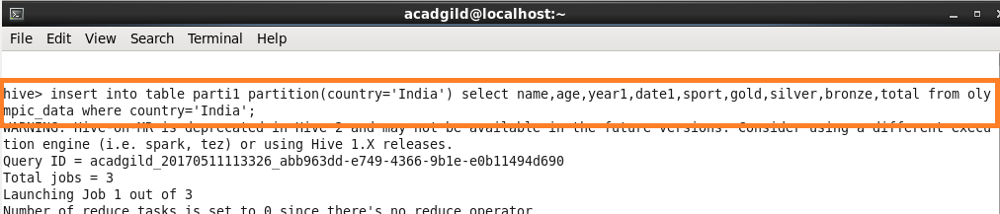 acadgild@localhost:~
File Edit View Search Terminal Help
hive> insert into table parti1 partition(country='India') select name,age,year1,date1,sport,gold,silver,bronze,total from oly
mpic_data where country='India';
WARNING: Hive-on-MR is deprecated in Hive 2 and may not be available in the future versions. Consider using a different execu
tion engine (i.e. spark, tez) or using Hive 1.X releases.
Query ID = acadgild_20170511113326_abb963dd-e749-4366-9b1e-e0b11494d690
Total jobs = 3
Launching Job 1 out of 3
Number of reduce tasks is set to 0 since there's no reduce operator